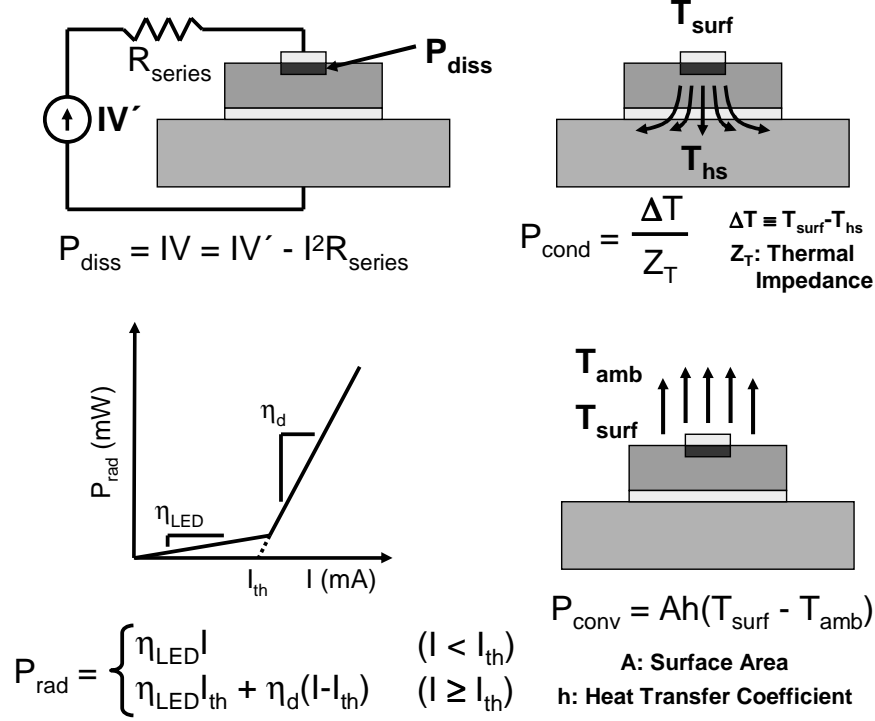 R_series
P_diss
IV´
P_diss = IV = IV´ - I²R_series
T_surf
T_hs
P_cond = ΔT / Z_T
ΔT ≡ T_surf-T_hs
Z_T: Thermal
Impedance
P_rad (mW)
η_LED
η_d
I_th
I (mA)
P_rad = { η_LED I (I < I_th)
η_LED I_th + η_d(I-I_th) (I ≥ I_th)
T_amb
T_surf
P_conv = Ah(T_surf - T_amb)
A: Surface Area
h: Heat Transfer Coefficient